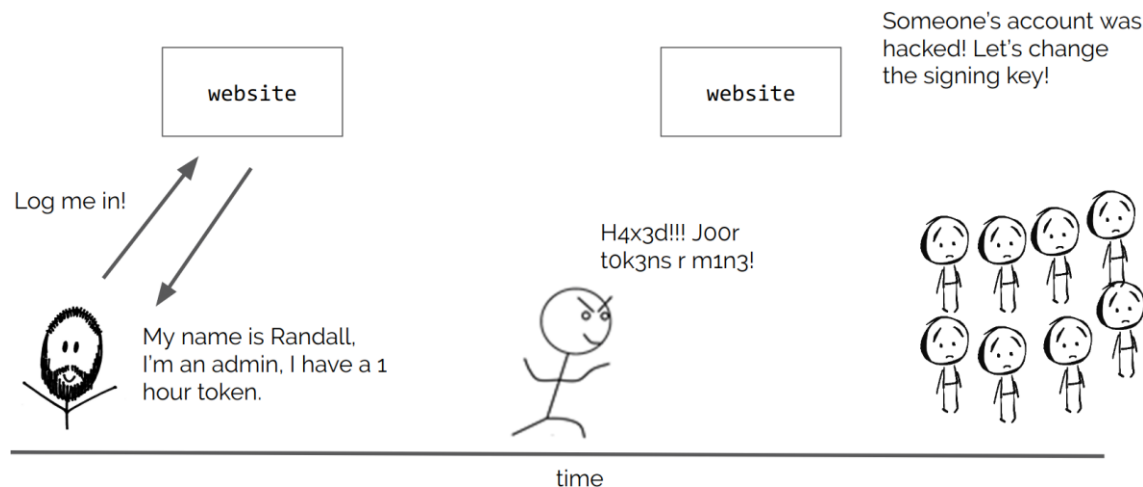 website
Log me in!
My name is Randall,
I'm an admin, I have a 1
hour token.
H4x3d!!! J00r
t0k3ns r m1n3!
website
Someone's account was
hacked! Let's change
the signing key!
time